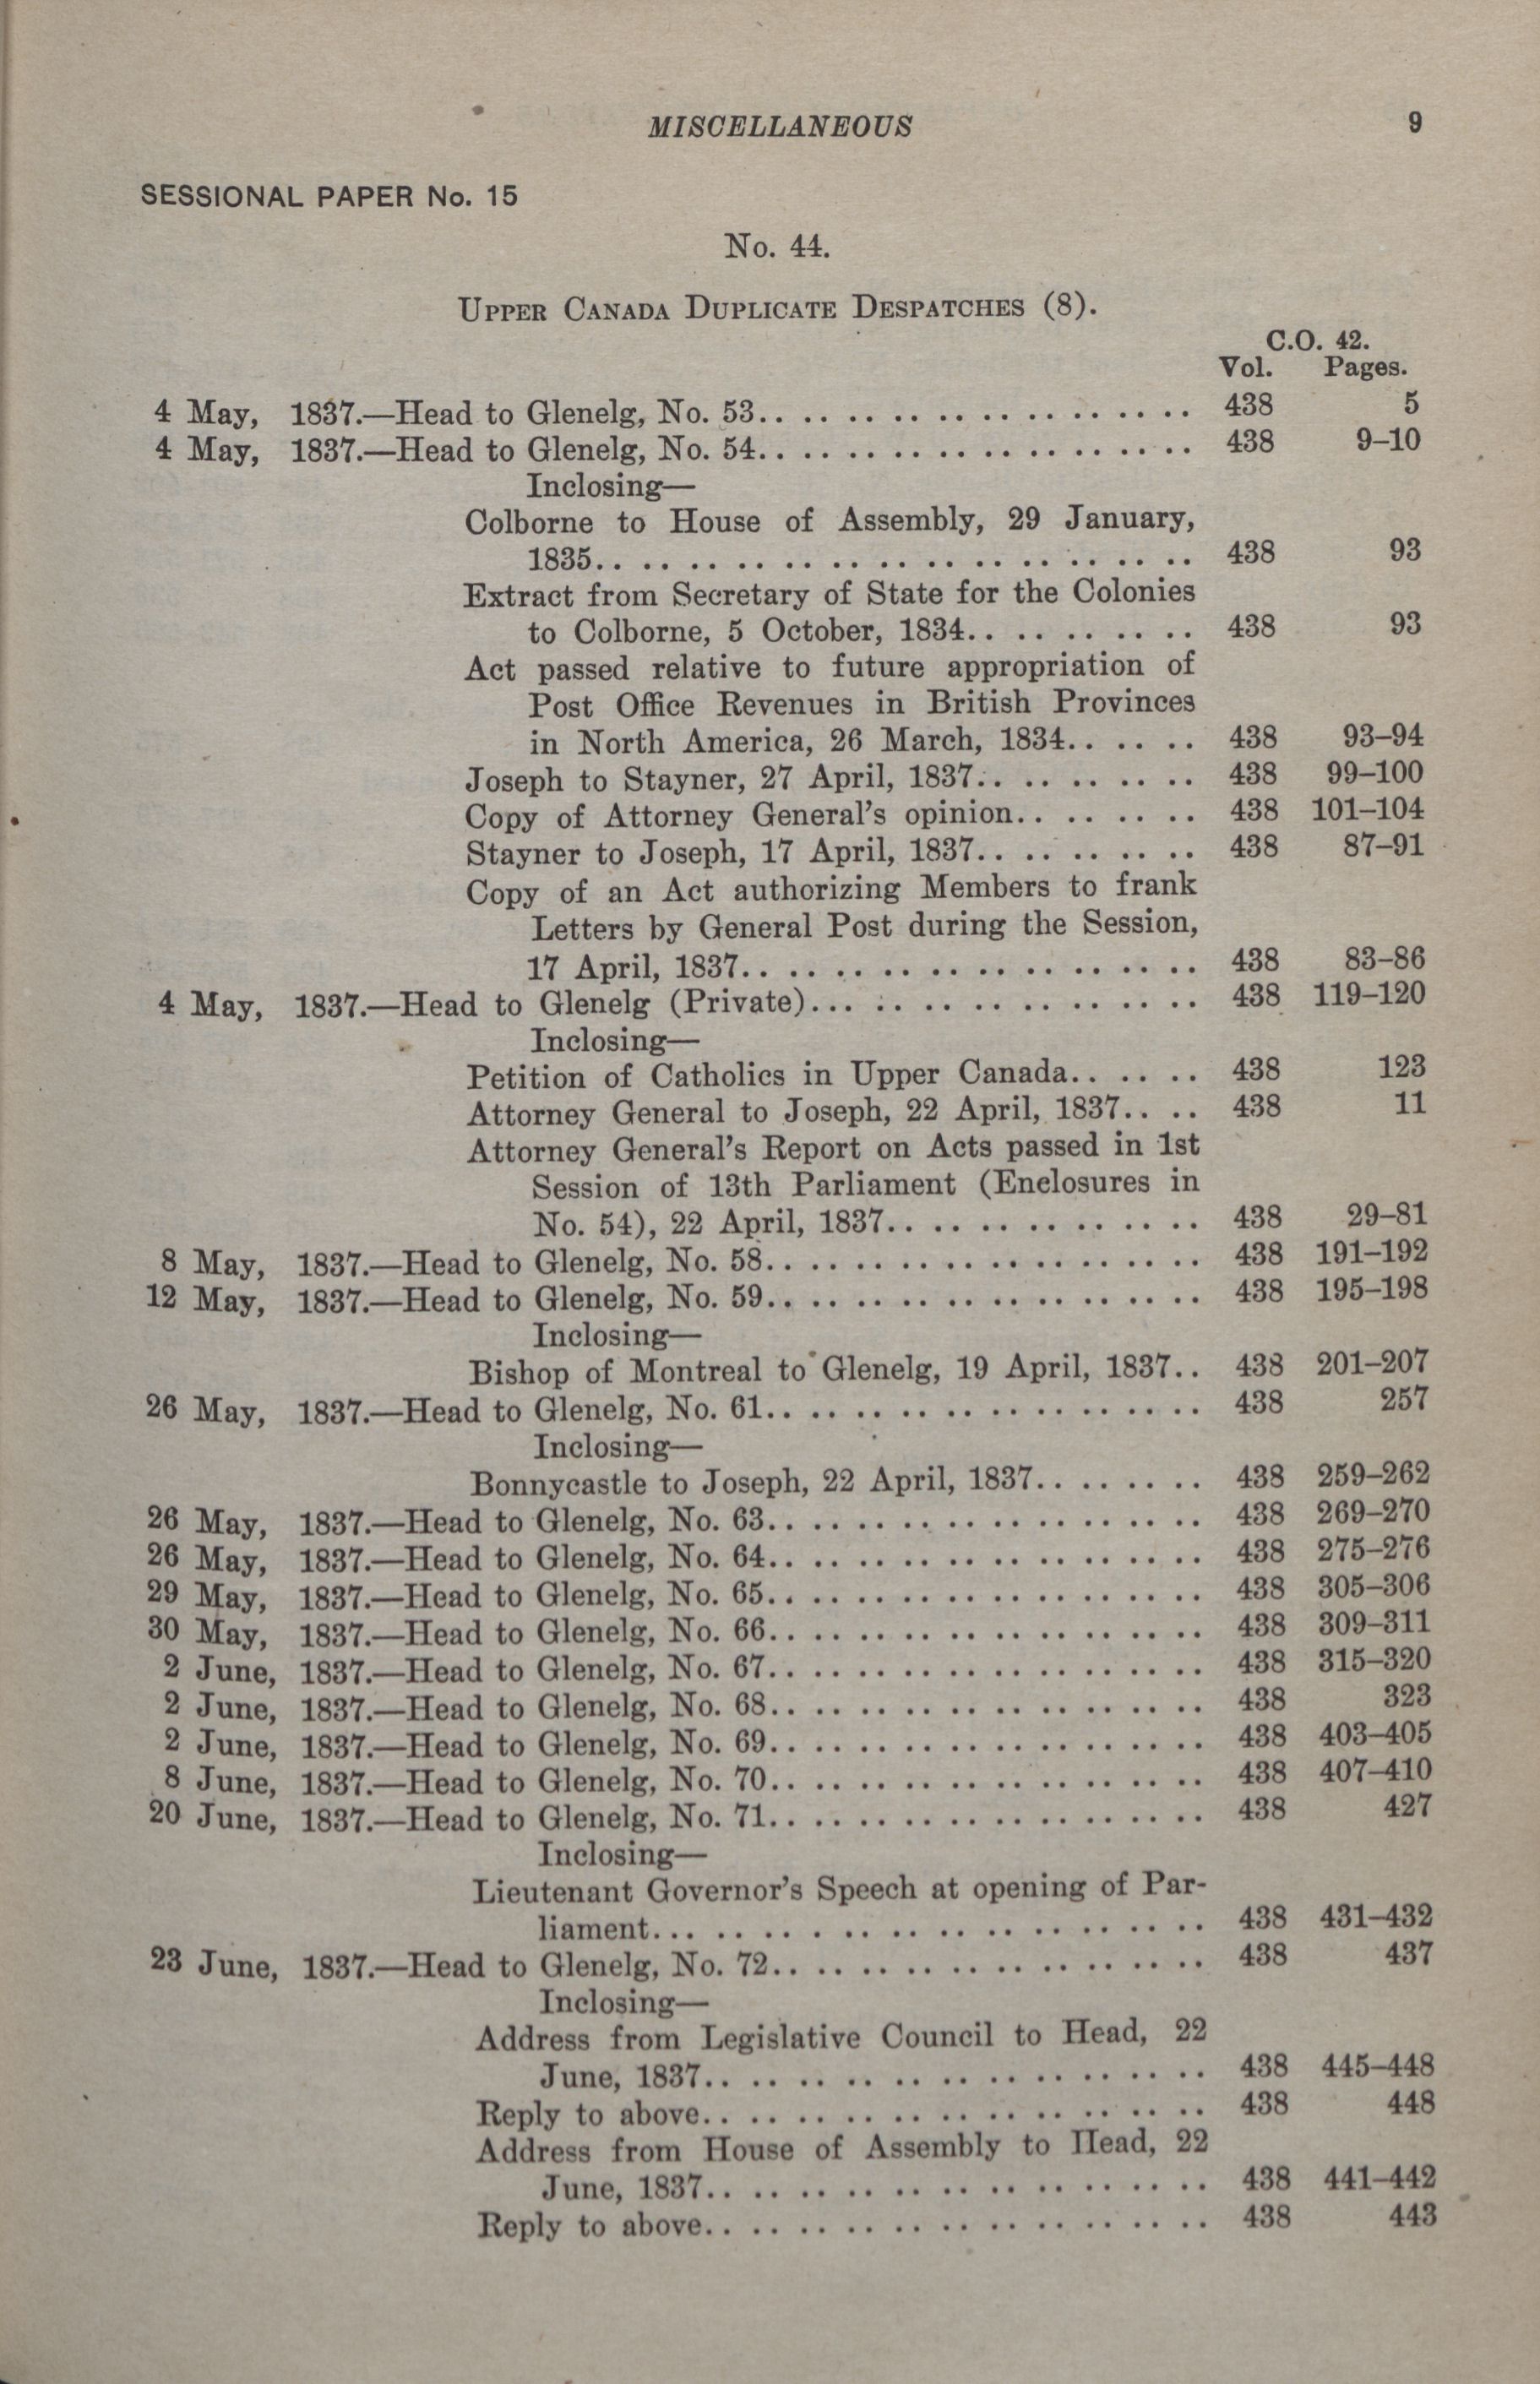 MISCELLANEOUS 9
SESSIONAL PAPER No. 15
No. 44.
UPPER CANADA DUPLICATE DESPATCHES (8).
C.O. 42.
Vol. Pages.
4 May, 1837.—Head to Glenelg, No. 53.. .. .. .. .. .. .. .. .. .. 438 5
4 May, 1837.—Head to Glenelg, No. 54.. .. .. .. .. .. .. .. .. .. 438 9–10
Inclosing—
Colborne to House of Assembly, 29 January,
1835.. .. .. .. .. .. .. .. .. .. .. .. .. 438 93
Extract from Secretary of State for the Colonies
to Colborne, 5 October, 1834.. .. .. .. .. 438 93
Act passed relative to future appropriation of
Post Office Revenues in British Provinces
in North America, 26 March, 1834.. .. .. 438 93–94
Joseph to Stayner, 27 April, 1837.. .. .. .. .. 438 99–100
Copy of Attorney General's opinion.. .. .. .. 438 101–104
Stayner to Joseph, 17 April, 1837.. .. .. .. .. 438 87–91
Copy of an Act authorizing Members to frank
Letters by General Post during the Session,
17 April, 1837.. .. .. .. .. .. .. .. .. .. 438 83–86
4 May, 1837.—Head to Glenelg (Private)... .. .. .. .. .. .. .. 438 119–120
Inclosing—
Petition of Catholics in Upper Canada.. .. .. 438 123
Attorney General to Joseph, 22 April, 1837.. .. 438 11
Attorney General's Report on Acts passed in 1st
Session of 13th Parliament (Enclosures in
No. 54), 22 April, 1837.. .. .. .. .. .. .. 438 29–81
8 May, 1837.—Head to Glenelg, No. 58.. .. .. .. .. .. .. .. .. .. 438 191–192
12 May, 1837.—Head to Glenelg, No. 59.. .. .. .. .. .. .. .. .. .. 438 195–198
Inclosing—
Bishop of Montreal to Glenelg, 19 April, 1837.. 438 201–207
26 May, 1837.—Head to Glenelg, No. 61.. .. .. .. .. .. .. .. .. .. 438 257
Inclosing—
Bonnycastle to Joseph, 22 April, 1837.. .. .. .. 438 259–262
26 May, 1837.—Head to Glenelg, No. 63.. .. .. .. .. .. .. .. .. .. 438 269–270
26 May, 1837.—Head to Glenelg, No. 64.. .. .. .. .. .. .. .. .. .. 438 275–276
29 May, 1837.—Head to Glenelg, No. 65.. .. .. .. .. .. .. .. .. .. 438 305–306
30 May, 1837.—Head to Glenelg, No. 66.. .. .. .. .. .. .. .. .. .. 438 309–311
2 June, 1837.—Head to Glenelg, No. 67.. .. .. .. .. .. .. .. .. .. 438 315–320
2 June, 1837.—Head to Glenelg, No. 68.. .. .. .. .. .. .. .. .. .. 438 323
2 June, 1837.—Head to Glenelg, No. 69.. .. .. .. .. .. .. .. .. .. 438 403–405
8 June, 1837.—Head to Glenelg, No. 70.. .. .. .. .. .. .. .. .. .. 438 407–410
20 June, 1837.—Head to Glenelg, No. 71.. .. .. .. .. .. .. .. .. .. 438 427
Inclosing—
Lieutenant Governor's Speech at opening of Par-
liament... .. .. .. .. .. .. .. .. .. .. .. 438 431–432
23 June, 1837.—Head to Glenelg, No. 72.. .. .. .. .. .. .. .. .. .. 438 437
Inclosing—
Address from Legislative Council to Head, 22
June, 1837.. .. .. .. .. .. .. .. .. .. .. 438 445–448
Reply to above.. .. .. .. .. .. .. .. .. .. .. 438 448
Address from House of Assembly to Head, 22
June, 1837.. .. .. .. .. .. .. .. .. .. .. 438 441–442
Reply to above.. .. .. .. .. .. .. .. .. .. .. 438 443